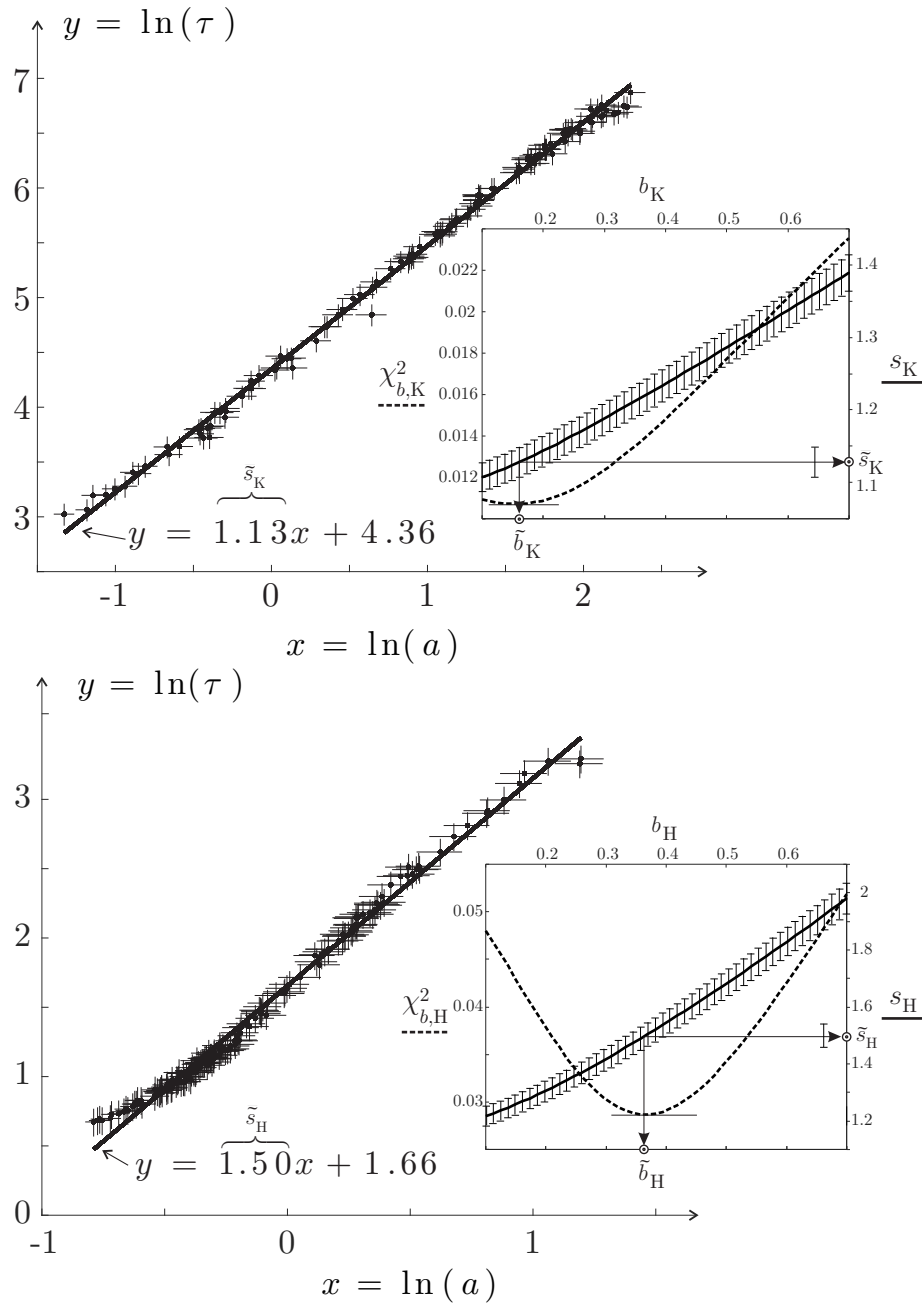 y = ln(τ)
7
6
5
4
3
-1 0 1 2
x = ln(a)
s̃_K
y = 1.13x + 4.36
b_K
0.2 0.3 0.4 0.5 0.6
0.022
0.02
0.018
0.016
0.014
0.012
χ²_{b,K}
1.4
1.3
1.2
1.1
s_K
s̃_K
b̃_K
y = ln(τ)
3
2
1
0
-1 0 1
x = ln(a)
s̃_H
y = 1.50x + 1.66
b_H
0.2 0.3 0.4 0.5 0.6
0.05
0.04
0.03
χ²_{b,H}
2
1.8
1.6
1.4
1.2
s_H
s̃_H
b̃_H